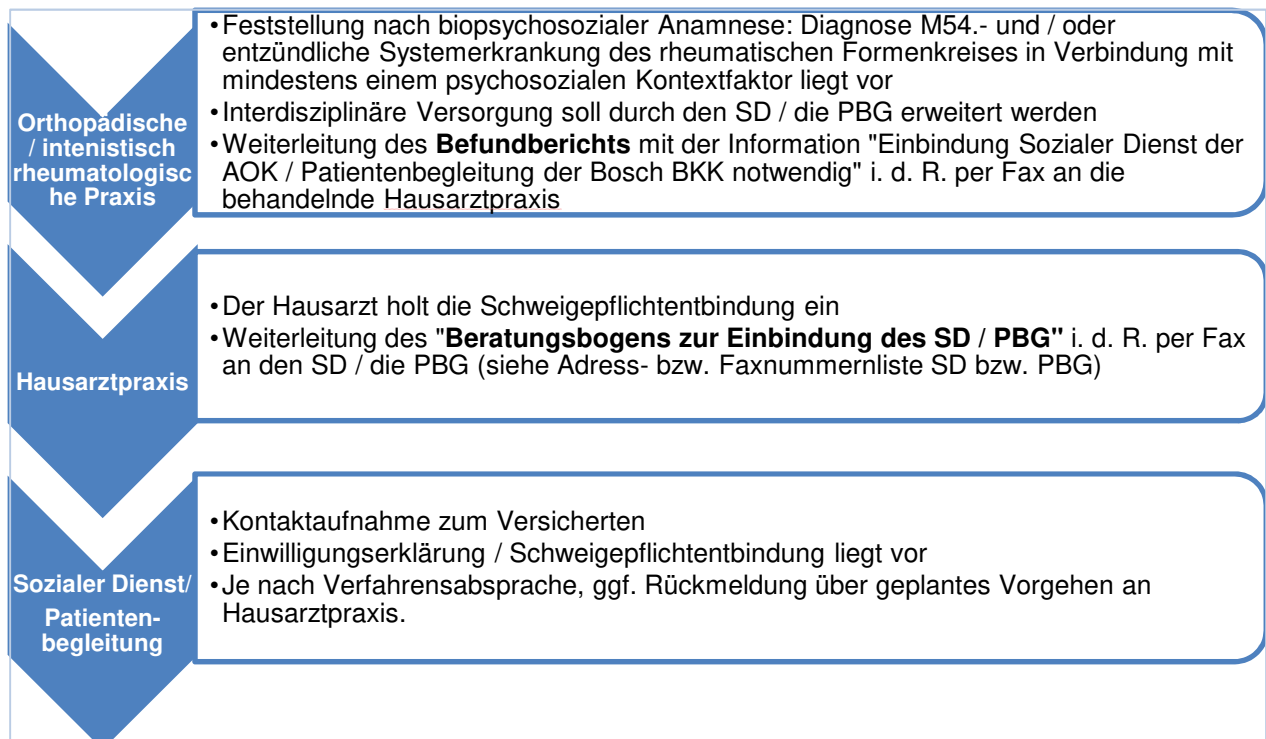 Orthopädische
/ intenistisch
rheumatologisc
he Praxis
•Feststellung nach biopsychosozialer Anamnese: Diagnose M54.- und / oder
entzündliche Systemerkrankung des rheumatischen Formenkreises in Verbindung mit
mindestens einem psychosozialen Kontextfaktor liegt vor
•Interdisziplinäre Versorgung soll durch den SD / die PBG erweitert werden
•Weiterleitung des Befundberichts mit der Information "Einbindung Sozialer Dienst der
AOK / Patientenbegleitung der Bosch BKK notwendig" i. d. R. per Fax an die
behandelnde Hausarztpraxis
Hausarztpraxis
•Der Hausarzt holt die Schweigepflichtentbindung ein
•Weiterleitung des "Beratungsbogens zur Einbindung des SD / PBG" i. d. R. per Fax
an den SD / die PBG (siehe Adress- bzw. Faxnummernliste SD bzw. PBG)
Sozialer Dienst/
Patienten-
begleitung
•Kontaktaufnahme zum Versicherten
•Einwilligungserklärung / Schweigepflichtentbindung liegt vor
•Je nach Verfahrensabsprache, ggf. Rückmeldung über geplantes Vorgehen an
Hausarztpraxis.